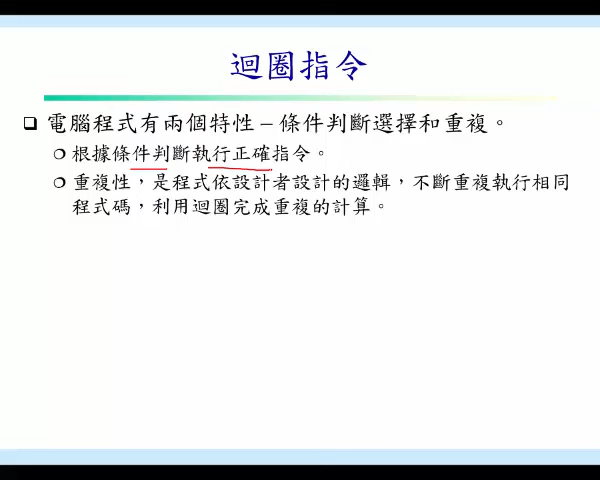 迴圈指令
電腦程式有兩個特性 – 條件判斷選擇和重複。
根據條件判斷執行正確指令。
重複性，是程式依設計者設計的邏輯，不斷重複執行相同
程式碼，利用迴圈完成重複的計算。